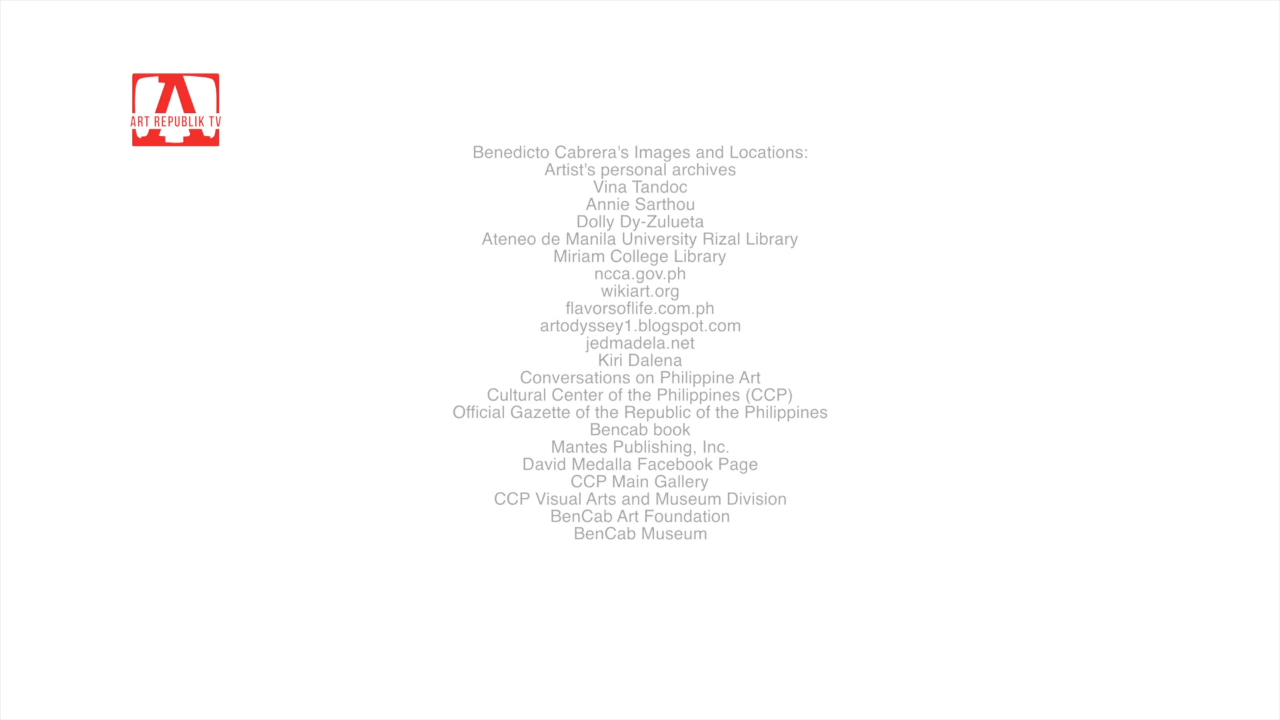 ART REPUBLIK TV
Benedicto Cabrera's Images and Locations:
Artist's personal archives
Vina Tandoc
Annie Sarthou
Dolly Dy-Zulueta
Ateneo de Manila University Rizal Library
Miriam College Library
ncca.gov.ph
wikiart.org
flavorsoflife.com.ph
artodyssey1.blogspot.com
jedmadela.net
Kiri Dalena
Conversations on Philippine Art
Cultural Center of the Philippines (CCP)
Official Gazette of the Republic of the Philippines
Bencab book
Mantes Publishing, Inc.
David Medalla Facebook Page
CCP Main Gallery
CCP Visual Arts and Museum Division
BenCab Art Foundation
BenCab Museum